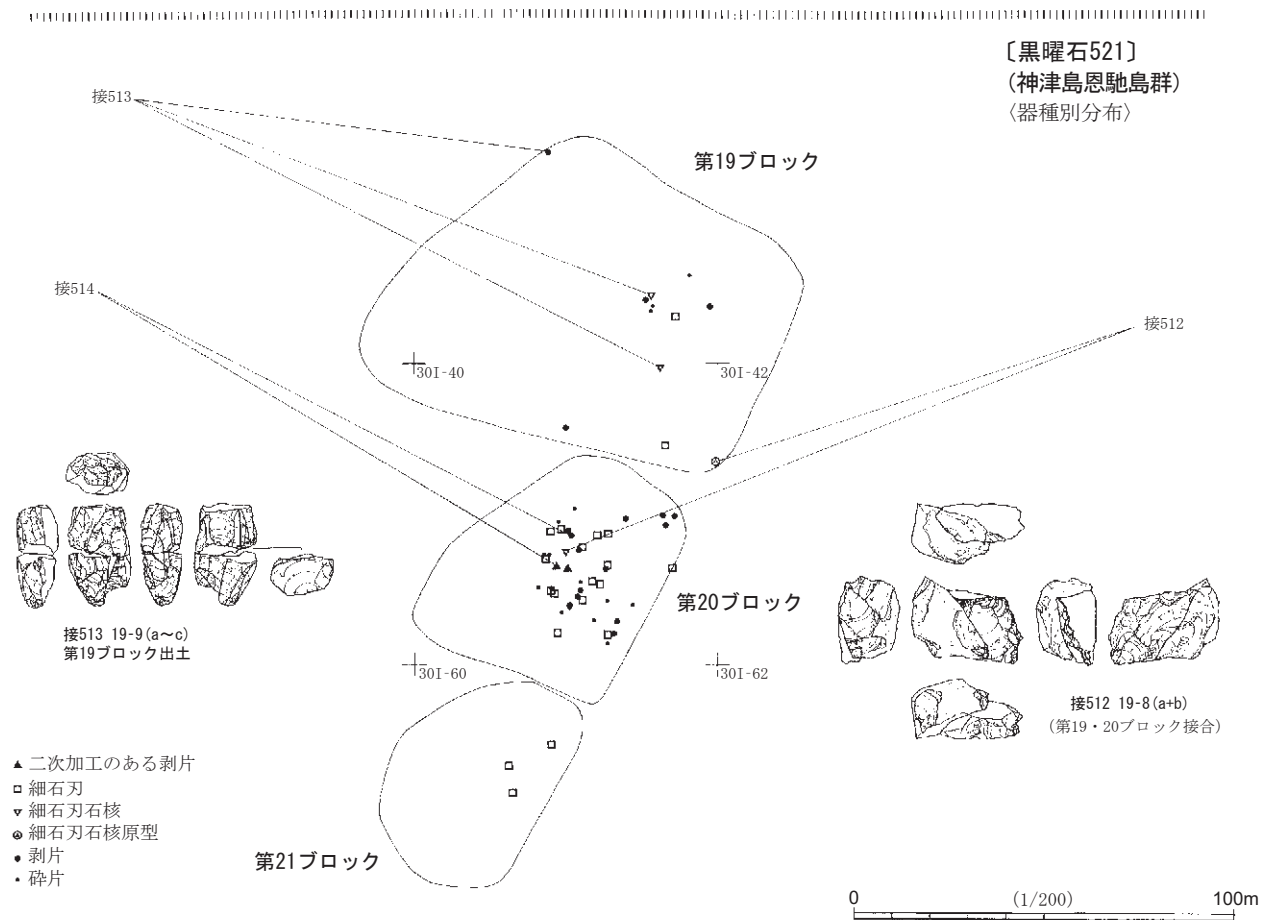 〔黒曜石521〕
(神津島恩馳島群)
〈器種別分布〉
接513
第19ブロック
接514
接512
30I-40
30I-42
接513 19-9(a～c)
第19ブロック出土
第20ブロック
30I-60
30I-62
接512 19-8(a+b)
(第19・20ブロック接合)
二次加工のある剥片
細石刃
細石刃石核
細石刃石核原型
剥片
砕片
第21ブロック
0 (1/200) 100m